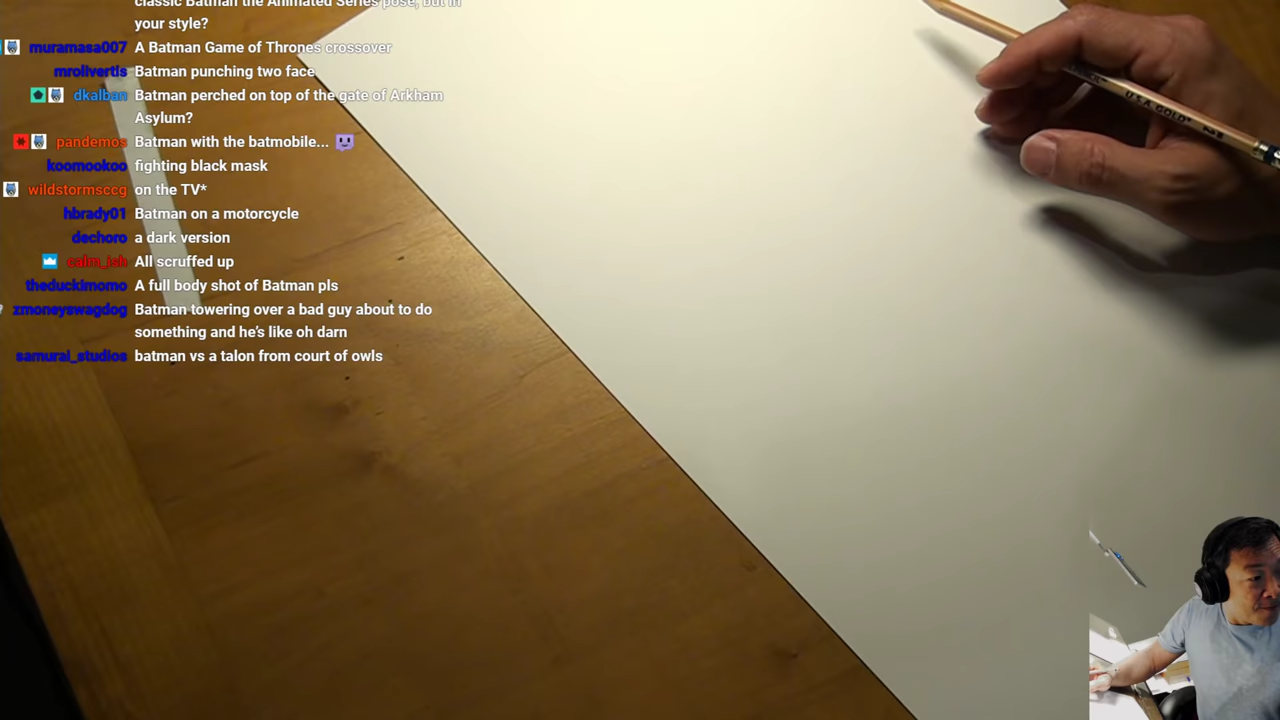 classic Batman the Animated Series pose, but in
your style?
muramasa007 A Batman Game of Thrones crossover
mrolivertis Batman punching two face
dkalban Batman perched on top of the gate of Arkham
Asylum?
pandemos Batman with the batmobile...
koomookoo fighting black mask
wildstormsccg on the TV*
hbrady01 Batman on a motorcycle
dechoro a dark version
calm_ish All scruffed up
theduckimomo A full body shot of Batman pls
zmoneyswagdog Batman towering over a bad guy about to do
something and he's like oh darn
samurai_studios batman vs a talon from court of owls
USA GOLD